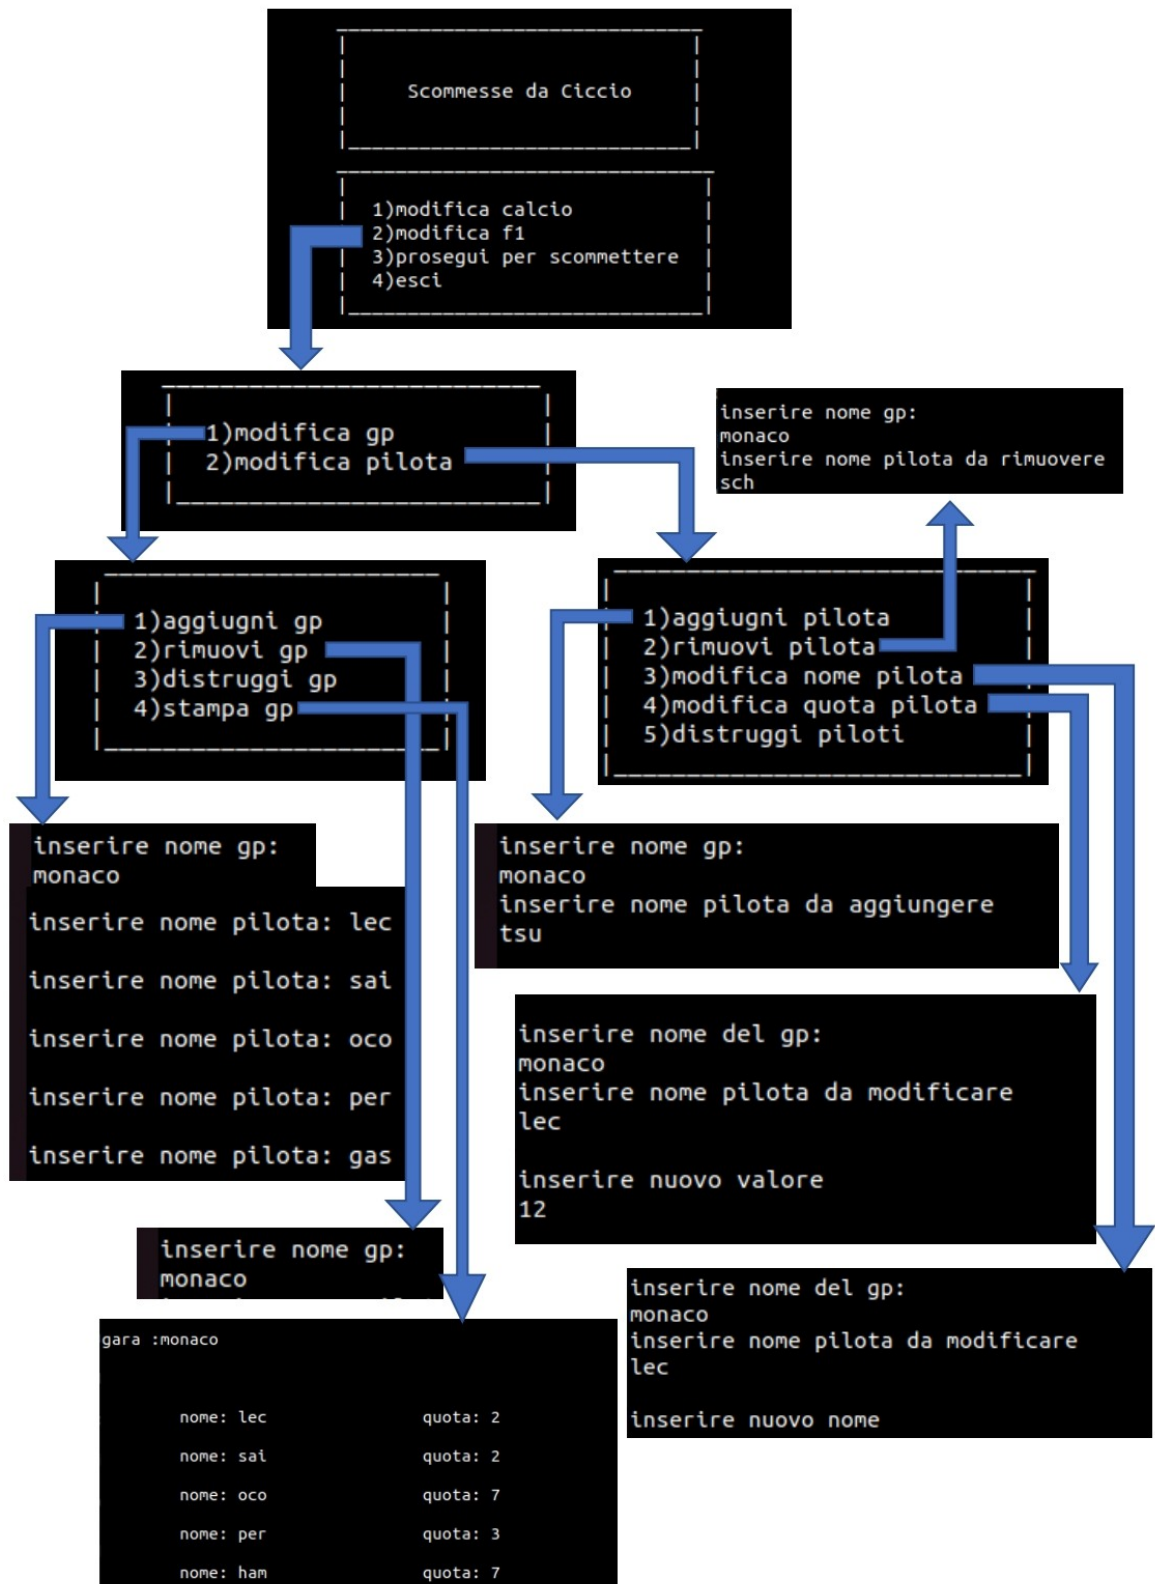 Scommesse da Ciccio
1)modifica calcio
2)modifica f1
3)prosegui per scommettere
4)esci
1)modifica gp
2)modifica pilota
inserire nome gp:
monaco
inserire nome pilota da rimuovere
sch
1)aggiugni gp
2)rimuovi gp
3)distruggi gp
4)stampa gp
1)aggiugni pilota
2)rimuovi pilota
3)modifica nome pilota
4)modifica quota pilota
5)distruggi piloti
inserire nome gp:
monaco
inserire nome pilota: lec
inserire nome pilota: sai
inserire nome pilota: oco
inserire nome pilota: per
inserire nome pilota: gas
inserire nome gp:
monaco
inserire nome pilota da aggiungere
tsu
inserire nome del gp:
monaco
inserire nome pilota da modificare
lec
inserire nuovo valore
12
inserire nome gp:
monaco
inserire nome del gp:
monaco
inserire nome pilota da modificare
lec
inserire nuovo nome
gara :monaco
nome: lec quota: 2
nome: sai quota: 2
nome: oco quota: 7
nome: per quota: 3
nome: ham quota: 7